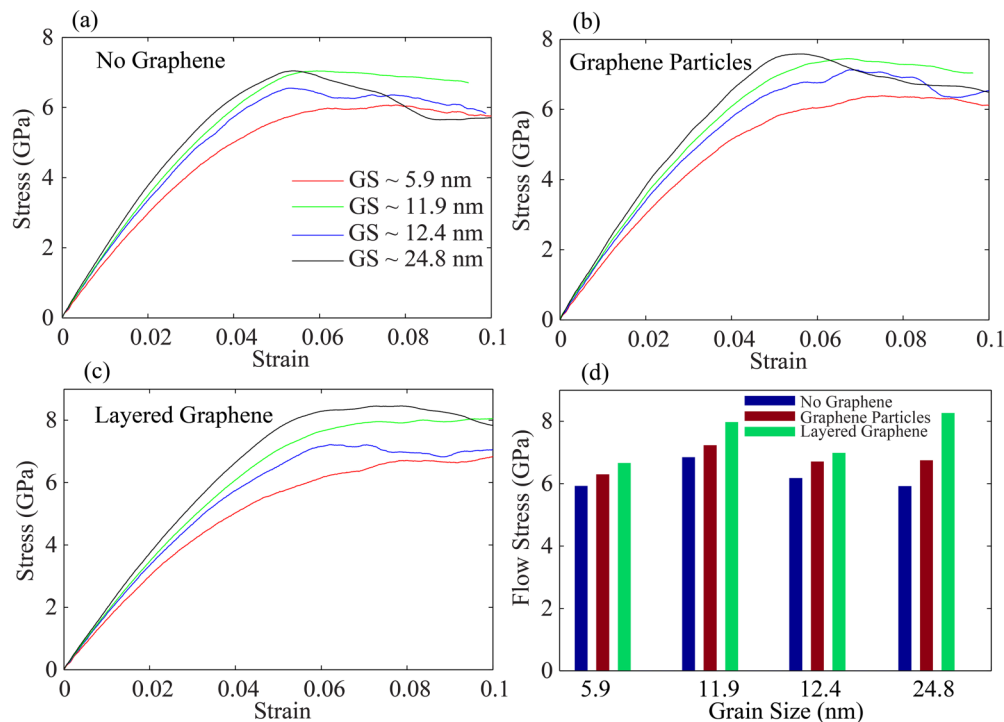 (a)
No Graphene
8
6
4
2
0
Stress (GPa)
GS ~ 5.9 nm
GS ~ 11.9 nm
GS ~ 12.4 nm
GS ~ 24.8 nm
0 0.02 0.04 0.06 0.08 0.1
Strain
(b)
Graphene Particles
8
6
4
2
0
Stress (GPa)
0 0.02 0.04 0.06 0.08 0.1
Strain
(c)
Layered Graphene
8
6
4
2
0
Stress (GPa)
0 0.02 0.04 0.06 0.08 0.1
Strain
(d)
No Graphene
Graphene Particles
Layered Graphene
8
6
4
2
0
Flow Stress (GPa)
5.9 11.9 12.4 24.8
Grain Size (nm)